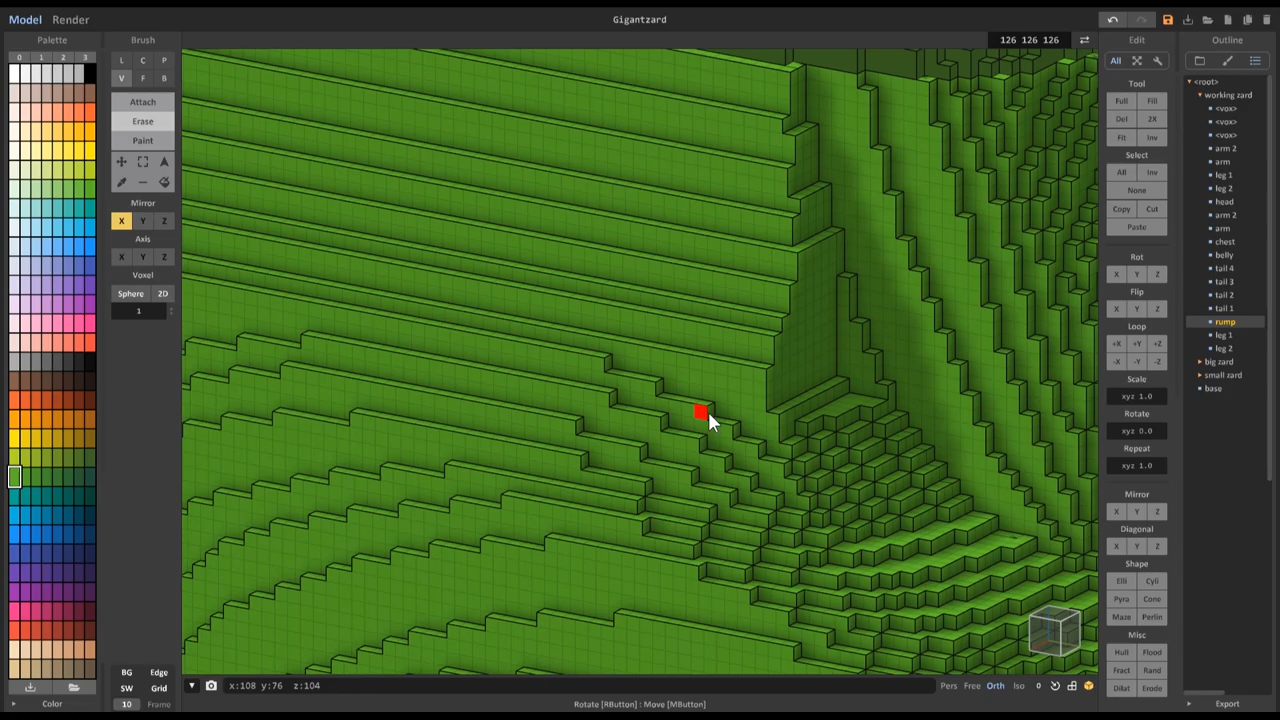 Model Render
Gigantzard
Palette
Brush
126 126 126
Edit
Outline
0 1 2 3
L C P
V F B
Attach
Erase
Paint
Mirror
X Y Z
Axis
X Y Z
Voxel
Sphere 2D
1
BG Edge
SW Grid
10 Frame
Color
x:108 y:76 z:104
Pers Free Orth Iso 0
Rotate [RButton] : Move [MButton]
All
Tool
Full Fill
Del 2X
Fit Inv
Select
All Inv
None
Copy Cut
Paste
Rot
X Y Z
Flip
X Y Z
Loop
+X +Y +Z
-X -Y -Z
Scale
xyz 1.0
Rotate
xyz 0.0
Repeat
xyz 1.0
Mirror
X Y Z
Diagonal
X Y Z
Shape
Elli Cyli
Pyra Cone
Maze Perlin
Misc
Hull Flood
Fract Rand
Dilat Erode
<root>
working zard
<vox>
<vox>
<vox>
arm 2
arm
leg 1
leg 2
head
arm 2
arm
chest
belly
tail 4
tail 3
tail 2
tail 1
rump
leg 1
leg 2
big zard
small zard
base
Export